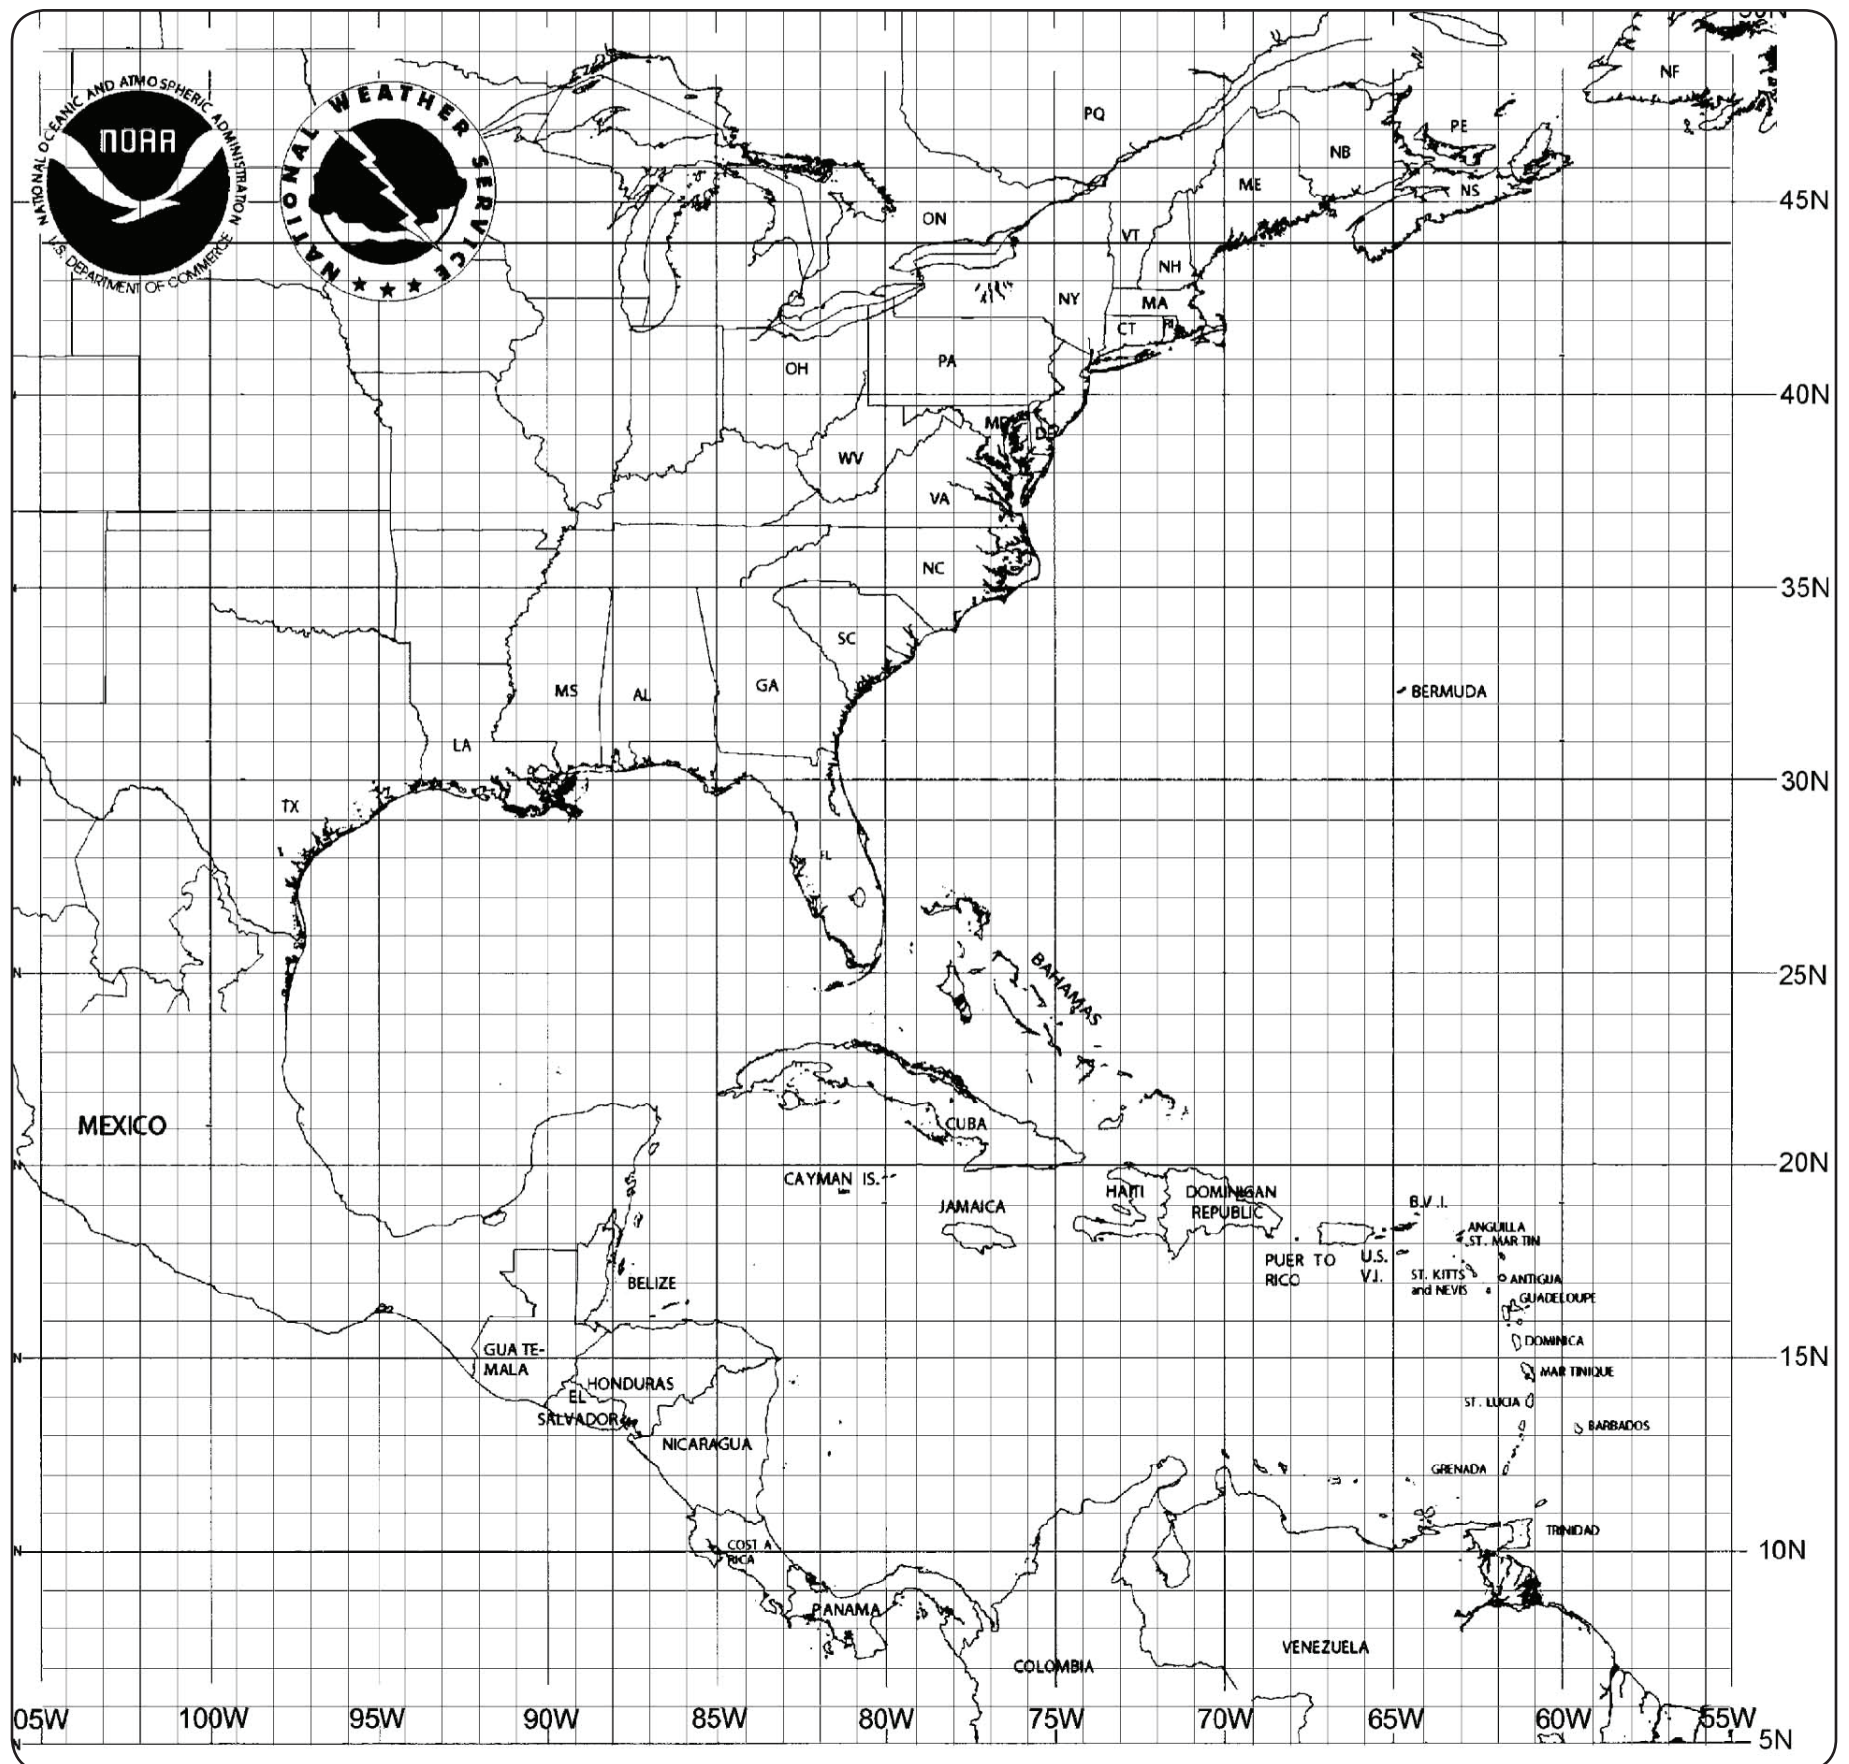 NATIONAL OCEANIC AND ATMOSPHERIC ADMINISTRATION
NOAA
U.S. DEPARTMENT OF COMMERCE
NATIONAL WEATHER SERVICE
NF
PQ
PE
NB
ME
NS
45N
ON
VT
NH
NY
MA
CT
RI
PA
OH
40N
MD
DE
WV
VA
NC
35N
SC
GA
MS
AL
BERMUDA
LA
30N
TX
FL
25N
BAHAMAS
MEXICO
CUBA
20N
CAYMAN IS.
JAMAICA
HAITI
DOMINIGAN
REPUBLIC
B.V.I.
ANGUILLA
ST. MARTIN
PUER TO
RICO
U.S.
V.I.
ST. KITTS
and NEVIS
ANTIGUA
GUADELOUPE
BELIZE
DOMINICA
GUA TE-
MALA
15N
MAR TINIQUE
HONDURAS
EL
SALVADOR
ST. LUCIA
BARBADOS
NICARAGUA
GRENADA
TRINIDAD
COST A
RICA
10N
PANAMA
VENEZUELA
COLOMBIA
05W 100W 95W 90W 85W 80W 75W 70W 65W 60W 55W
5N